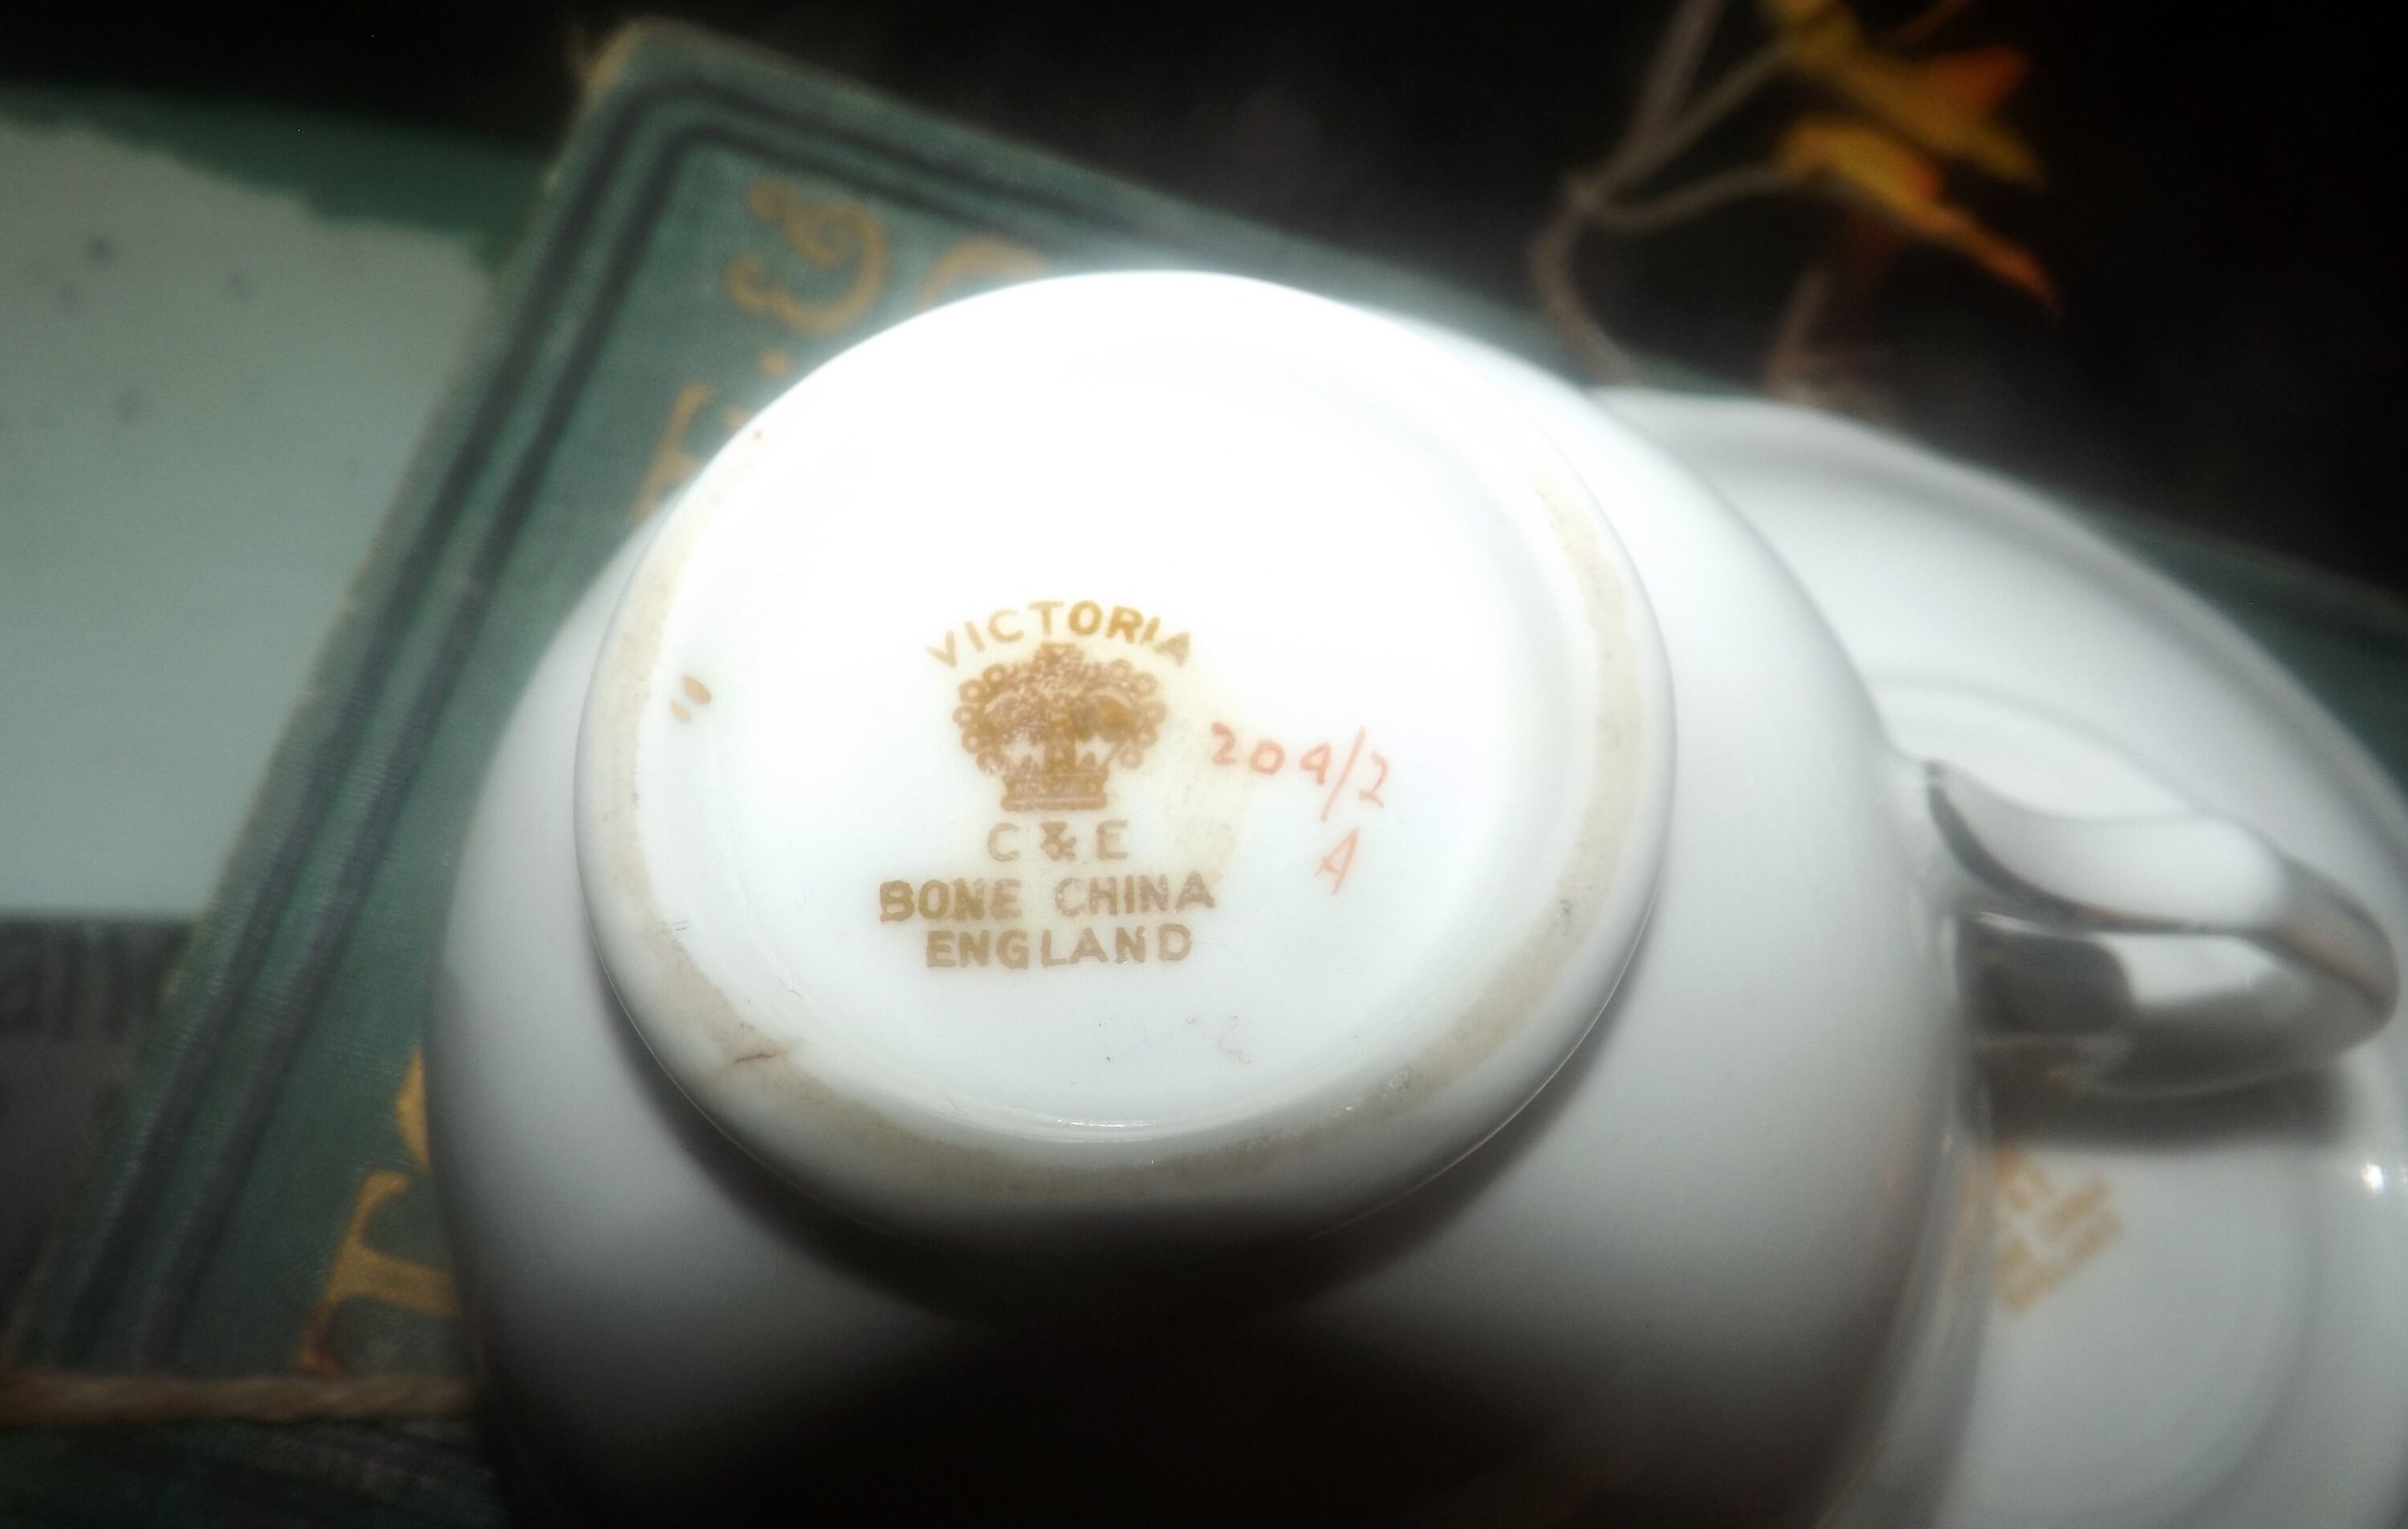 VICTORIA
C & E
BONE CHINA
ENGLAND
204/2
A